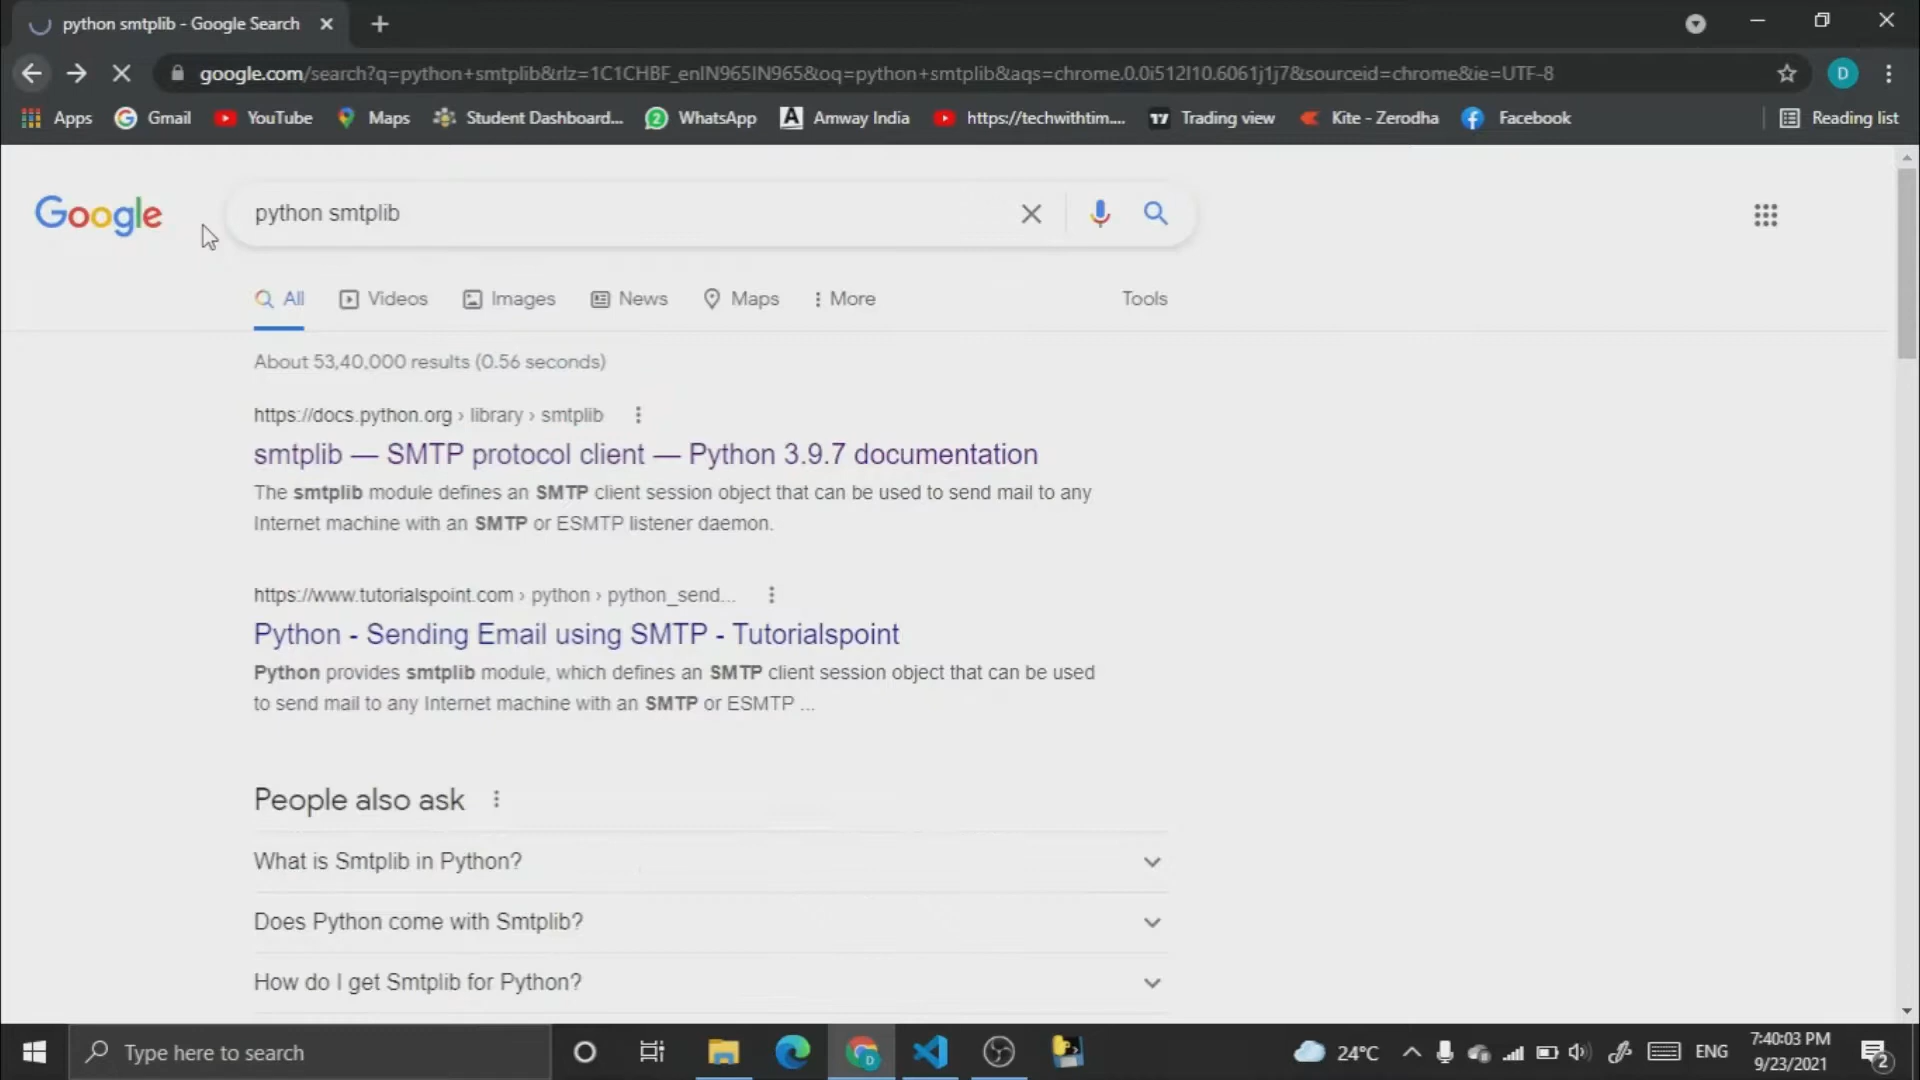 python smtplib - Google Search
google.com/search?q=python+smtplib&rlz=1C1CHBF_enIN965IN965&oq=python+smtplib&aqs=chrome.0.0i512l10.6061j1j7&sourceid=chrome&ie=UTF-8
D
Apps Gmail YouTube Maps Student Dashboard... WhatsApp Amway India https://techwithtim.... Trading view Kite - Zerodha Facebook Reading list
Google
python smtplib
All Videos Images News Maps More Tools
About 53,40,000 results (0.56 seconds)
https://docs.python.org › library › smtplib
smtplib — SMTP protocol client — Python 3.9.7 documentation
The smtplib module defines an SMTP client session object that can be used to send mail to any
Internet machine with an SMTP or ESMTP listener daemon.
https://www.tutorialspoint.com › python › python_send...
Python - Sending Email using SMTP - Tutorialspoint
Python provides smtplib module, which defines an SMTP client session object that can be used
to send mail to any Internet machine with an SMTP or ESMTP ...
People also ask
What is Smtplib in Python?
Does Python come with Smtplib?
How do I get Smtplib for Python?
Type here to search
24°C
ENG
7:40:03 PM
9/23/2021
2